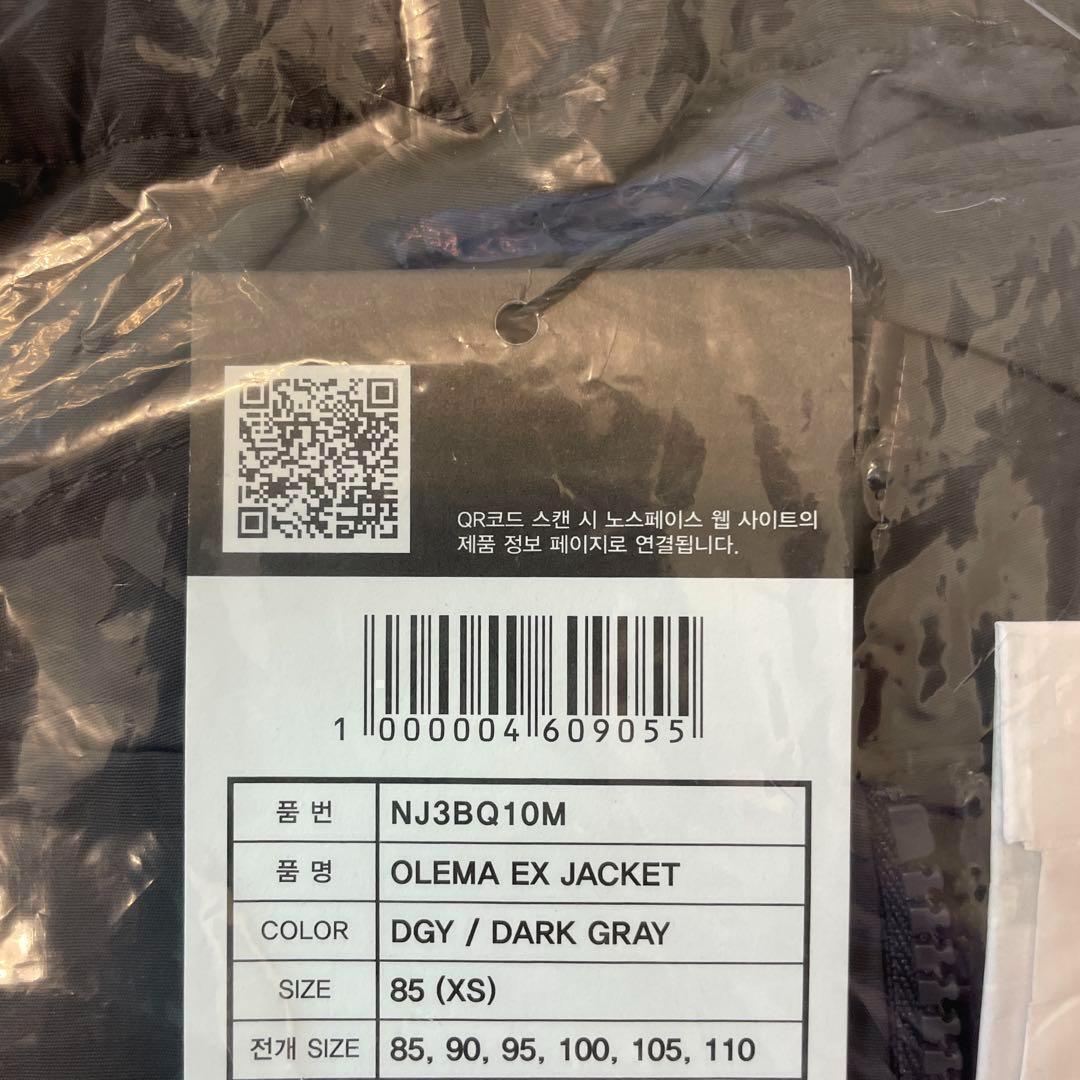 QR코드 스캔 시 노스페이스 웹 사이트의
제품 정보 페이지로 연결됩니다.
1 000004 609055
품 번 NJ3BQ10M
품 명 OLEMA EX JACKET
COLOR DGY / DARK GRAY
SIZE 85 (XS)
전개 SIZE 85, 90, 95, 100, 105, 110